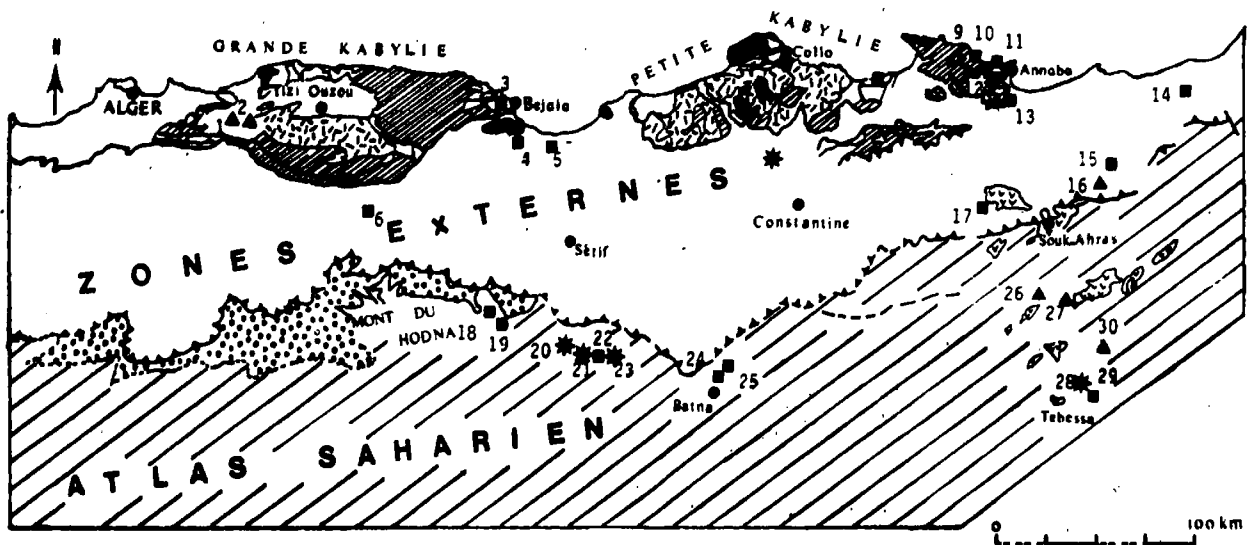 GRANDE KABYLIE
PETITE KABYLIE
N
ALGER
Tizi Ouzou
Bejaia
Collo
Annaba
1
2
3
4
5
6
9
10
11
13
14
15
16
17
ZONES EXTERNES
Constantine
Sétif
Souk Ahras
MONT DU
HODNA
18
19
20
21
22
23
24
25
26
27
28
29
30
Batna
Tebessa
ATLAS SAHARIEN
0
100 km